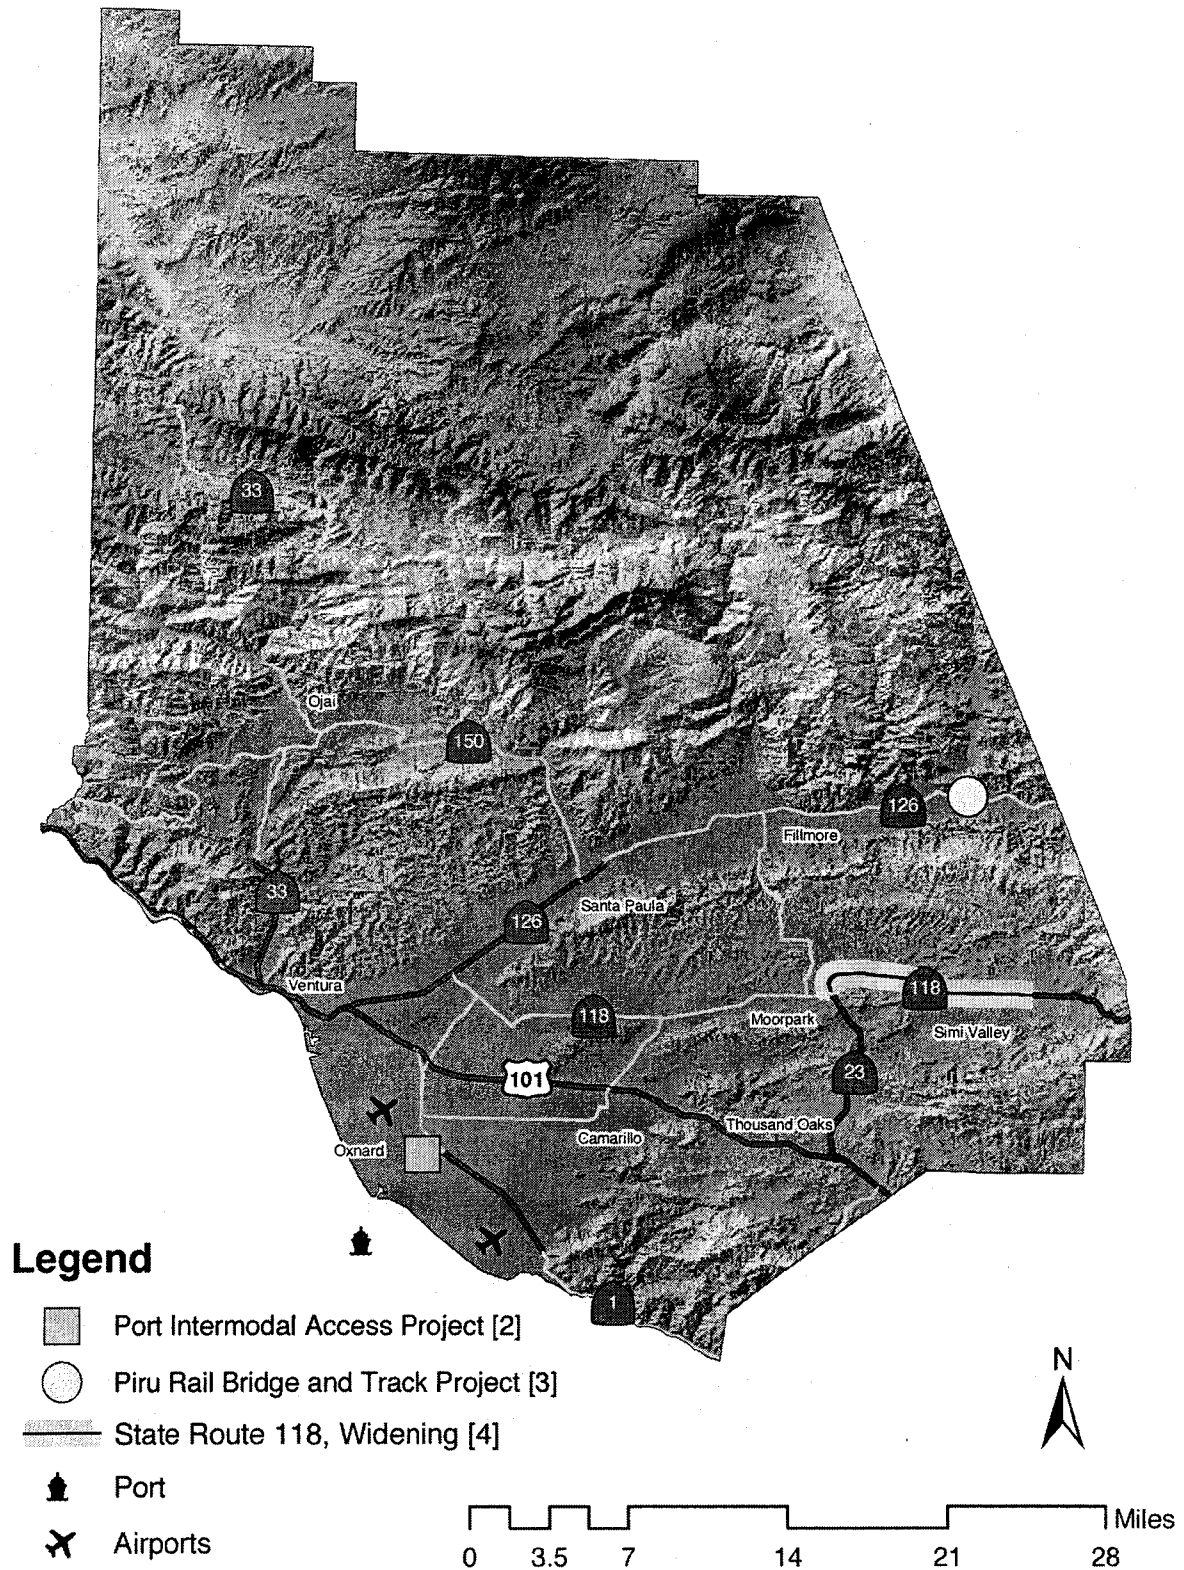 33
Ojai
150
126
Fillmore
33
Santa Paula
126
Ventura
118
118
Moorpark
Simi Valley
101
23
Thousand Oaks
Camarillo
Oxnard
1
Legend
Port Intermodal Access Project [2]
Piru Rail Bridge and Track Project [3]
State Route 118, Widening [4]
Port
Airports
N
Miles
0 3.5 7 14 21 28